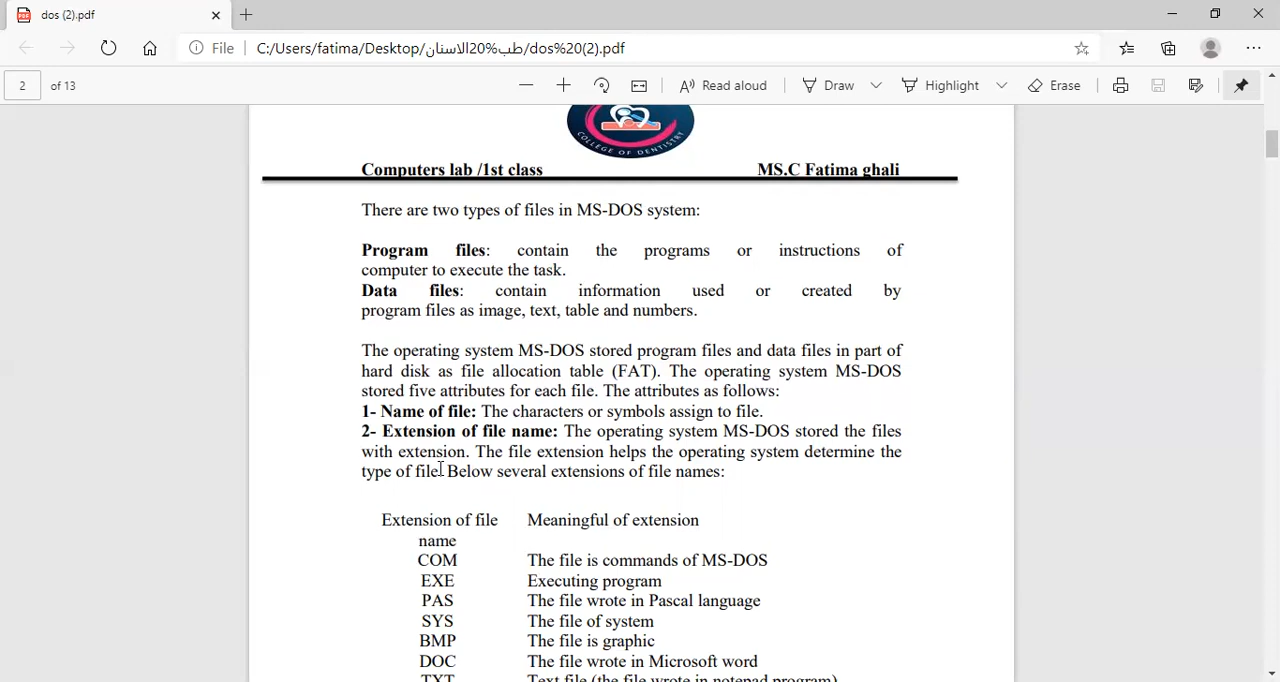 dos (2).pdf
File C:/Users/fatima/Desktop/طب%20الاسنان/dos%20(2).pdf
2 of 13 Read aloud Draw Highlight Erase
COLLEGE OF DENTISTRY
Computers lab /1st class MS.C Fatima ghali
There are two types of files in MS-DOS system:
Program files: contain the programs or instructions of
computer to execute the task.
Data files: contain information used or created by
program files as image, text, table and numbers.
The operating system MS-DOS stored program files and data files in part of
hard disk as file allocation table (FAT). The operating system MS-DOS
stored five attributes for each file. The attributes as follows:
1- Name of file: The characters or symbols assign to file.
2- Extension of file name: The operating system MS-DOS stored the files
with extension. The file extension helps the operating system determine the
type of file. Below several extensions of file names:
Extension of file Meaningful of extension
name
COM The file is commands of MS-DOS
EXE Executing program
PAS The file wrote in Pascal language
SYS The file of system
BMP The file is graphic
DOC The file wrote in Microsoft word
TXT Text file (the file wrote in notepad program)